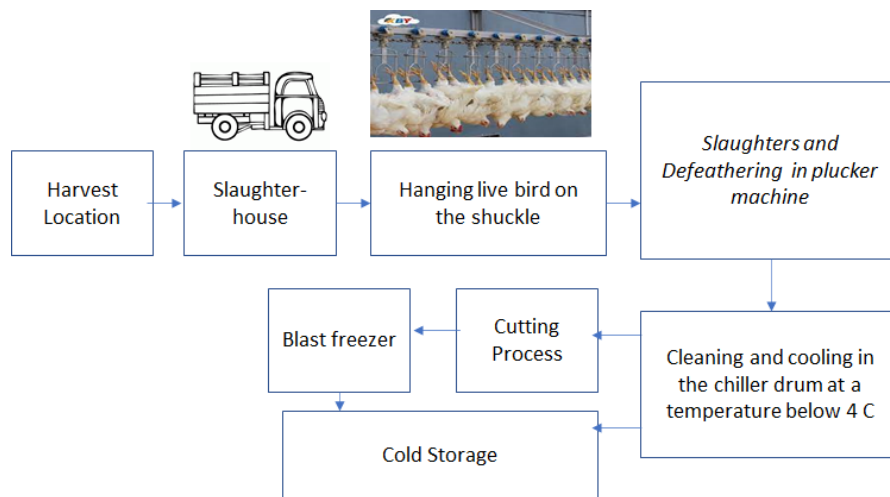 Harvest
Location
Slaughter-
house
Hanging live bird on
the shuckle
Slaughters and
Defeathering in plucker
machine
Blast freezer
Cutting
Process
Cleaning and cooling in
the chiller drum at a
temperature below 4 C
Cold Storage